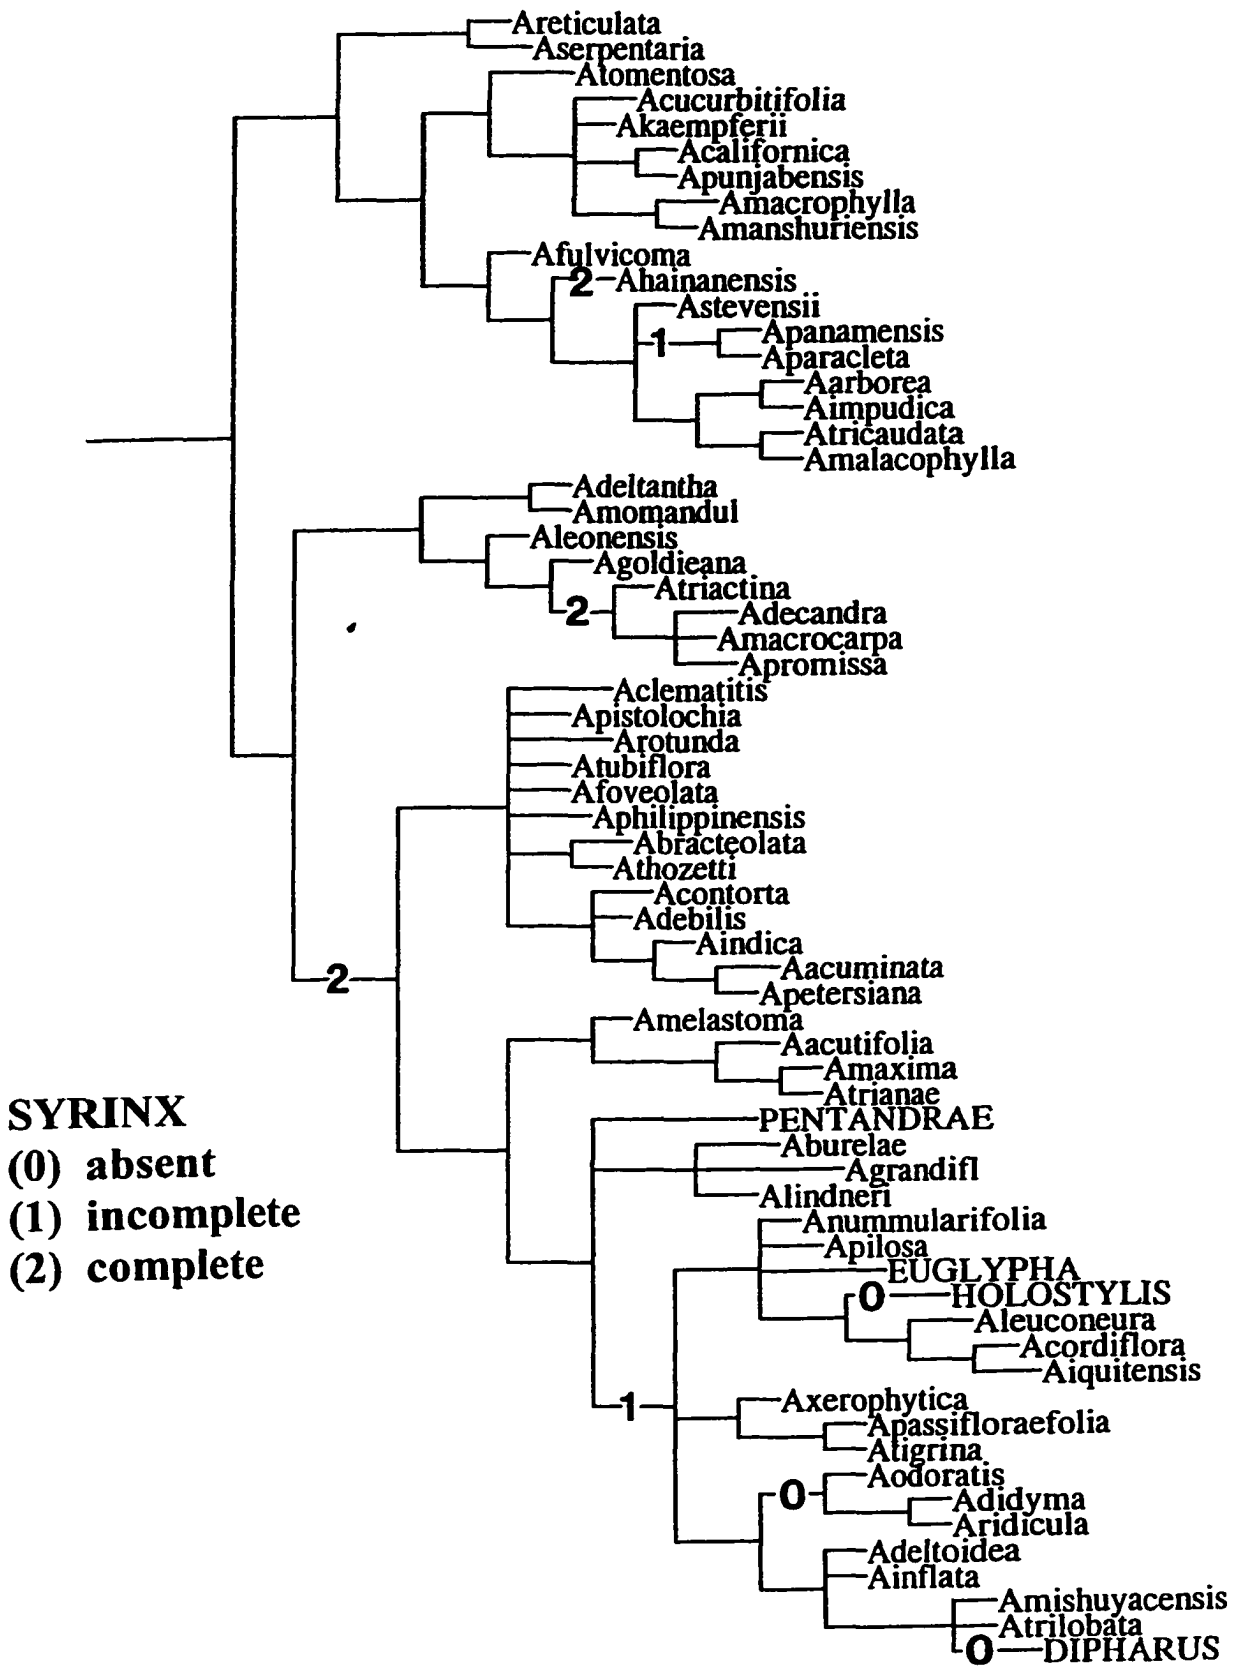 Areticulata
Aserpentaria
Atomentosa
Acucurbitifolia
Akaempferii
Acalifornica
Apunjabensis
Amacrophylla
Amanshuriensis
Afulvicoma
2 Ahainanensis
Astevensii
Apanamensis
1
Aparacleta
Aarborea
Aimpudica
Atricaudata
Amalacophylla
Adeltantha
Amomandul
Aleonensis
Agoldieana
Atriactina
2 Adecandra
Amacrocarpa
Apromissa
Aclematitis
Apistolochia
Arotunda
Atubiflora
Afoveolata
Aphilippinensis
Abracteolata
Athozetti
Acontorta
Adebilis
Aindica
Aacuminata
2
Apetersiana
Amelastoma
Aacutifolia
Amaxima
Atrianae
PENTANDRAE
Aburelae
Agrandifl
Alindneri
Anummularifolia
Apilosa
EUGLYPHA
0 HOLOSTYLIS
Aleuconeura
Acordiflora
Aiquitensis
Axerophytica
1
Apassifloraefolia
Atigrina
Aodoratis
0 Adidyma
Aridicula
Adeltoidea
Ainflata
Amishuyacensis
Atrilobata
0 DIPHARUS
SYRINX
(0) absent
(1) incomplete
(2) complete